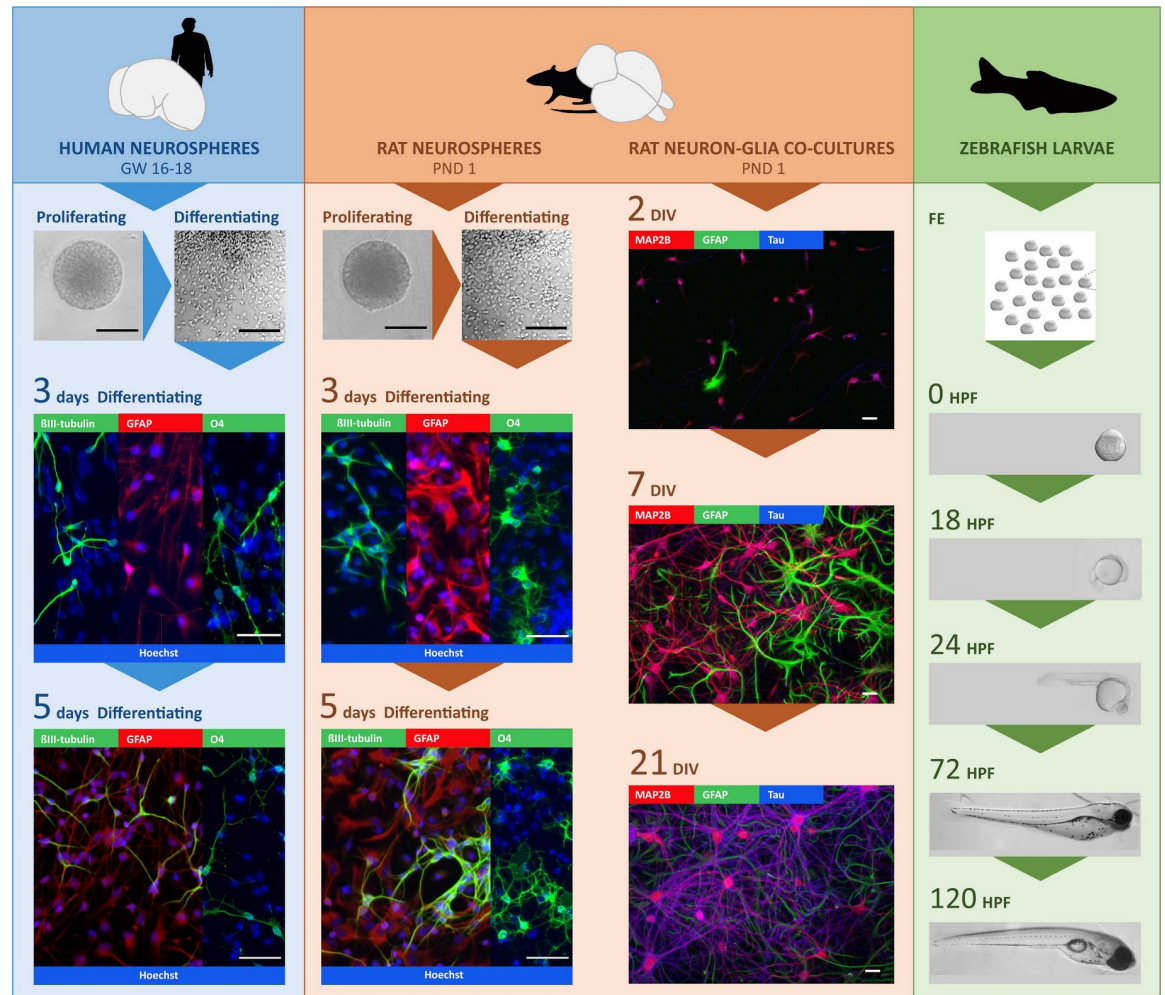 HUMAN NEUROSPHERES
GW 16-18
Proliferating
Differentiating
3 days Differentiating
ßIII-tubulin GFAP O4
Hoechst
5 days Differentiating
ßIII-tubulin GFAP O4
Hoechst
RAT NEUROSPHERES
PND 1
Proliferating
Differentiating
3 days Differentiating
ßIII-tubulin GFAP O4
Hoechst
5 days Differentiating
ßIII-tubulin GFAP O4
Hoechst
RAT NEURON-GLIA CO-CULTURES
PND 1
2 DIV
MAP2B GFAP Tau
7 DIV
MAP2B GFAP Tau
21 DIV
MAP2B GFAP Tau
ZEBRAFISH LARVAE
FE
0 HPF
18 HPF
24 HPF
72 HPF
120 HPF